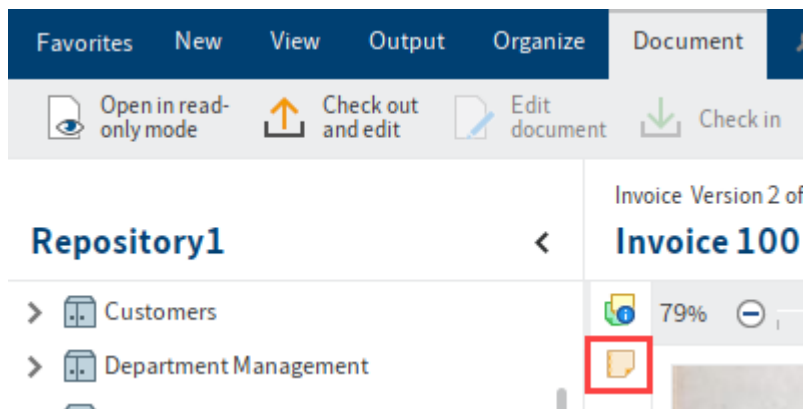 Favorites New View Output Organize Document
Open in read- Check out Edit
only mode and edit document Check in
Invoice Version 2 of
Repository1
Invoice 100
Customers
79%
Department Management